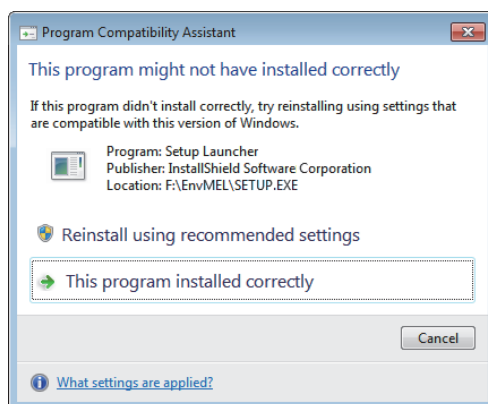 Program Compatibility Assistant
This program might not have installed correctly
If this program didn't install correctly, try reinstalling using settings that
are compatible with this version of Windows.
Program: Setup Launcher
Publisher: InstallShield Software Corporation
Location: F:\EnvMEL\SETUP.EXE
Reinstall using recommended settings
This program installed correctly
Cancel
What settings are applied?